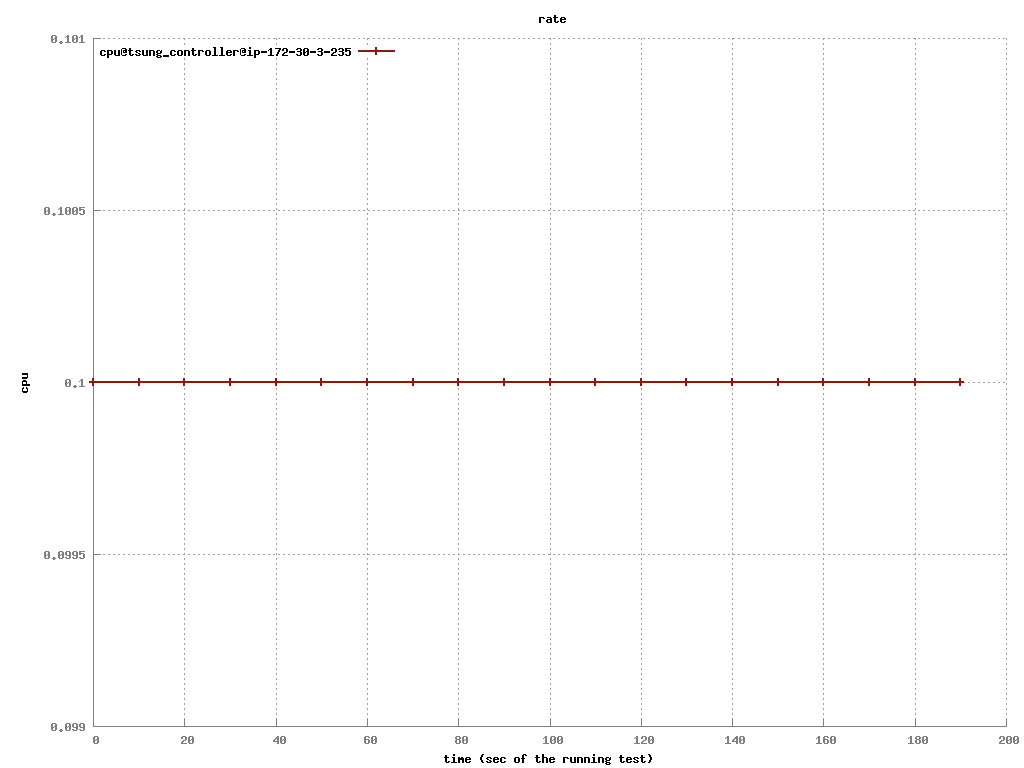 rate
0.101
cpu@tsung_controller@ip-172-30-3-235
0.1005
cpu
0.1
0.0995
0.099
0 20 40 60 80 100 120 140 160 180 200
time (sec of the running test)